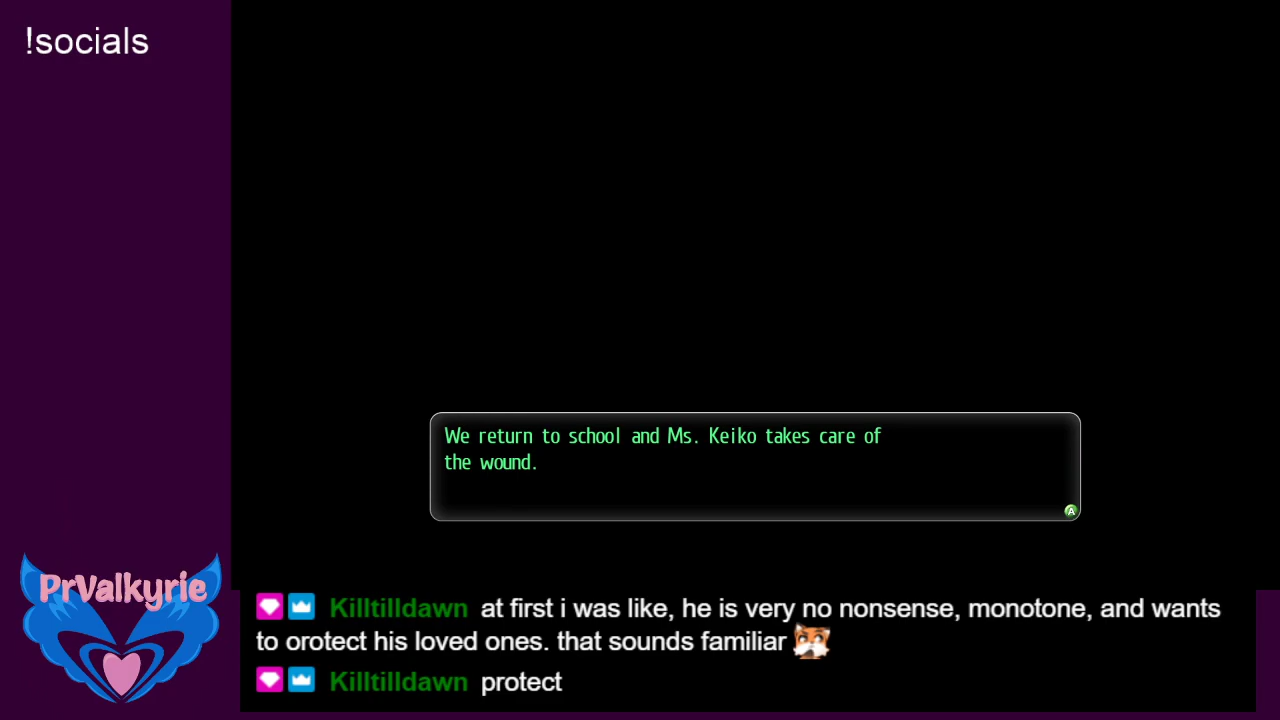 !socials
We return to school and Ms. Keiko takes care of
the wound.
A
PrValkyrie
Killtilldawn at first i was like, he is very no nonsense, monotone, and wants
to orotect his loved ones. that sounds familiar
Killtilldawn protect